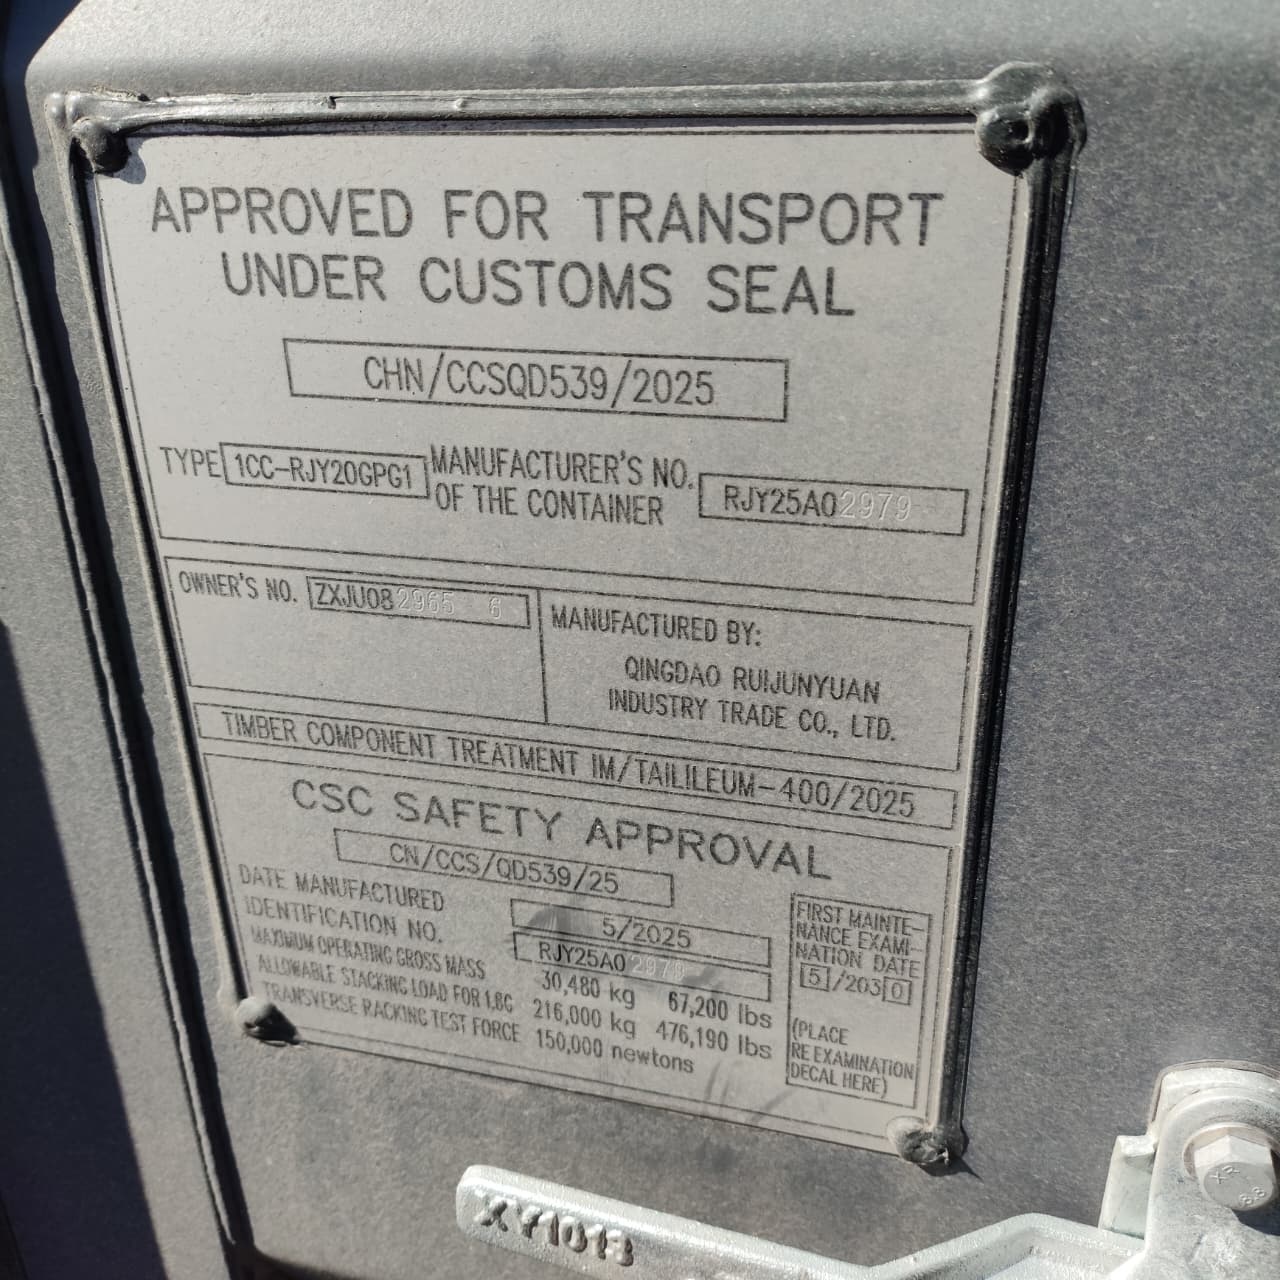 APPROVED FOR TRANSPORT
UNDER CUSTOMS SEAL
CHN/CCSQD539/2025
TYPE 1CC-RJY20GPG1 MANUFACTURER'S NO.
OF THE CONTAINER RJY25A02979
OWNER'S NO. ZXJU082965 6
MANUFACTURED BY:
QINGDAO RUIJUNYUAN
INDUSTRY TRADE CO., LTD.
TIMBER COMPONENT TREATMENT IM/TAILILEUM-400/2025
CSC SAFETY APPROVAL
CN/CCS/QD539/25
DATE MANUFACTURED 5/2025
IDENTIFICATION NO. RJY25A02979
MAXIMUM OPERATING GROSS MASS 30,480 kg 67,200 lbs
ALLOWABLE STACKING LOAD FOR 1.8G 216,000 kg 476,190 lbs
TRANSVERSE RACKING TEST FORCE 150,000 newtons
FIRST MAINTE-
NANCE EXAMI-
NATION DATE
5/2030
(PLACE
RE EXAMINATION
DECAL HERE)
XY1013
XR
8.8